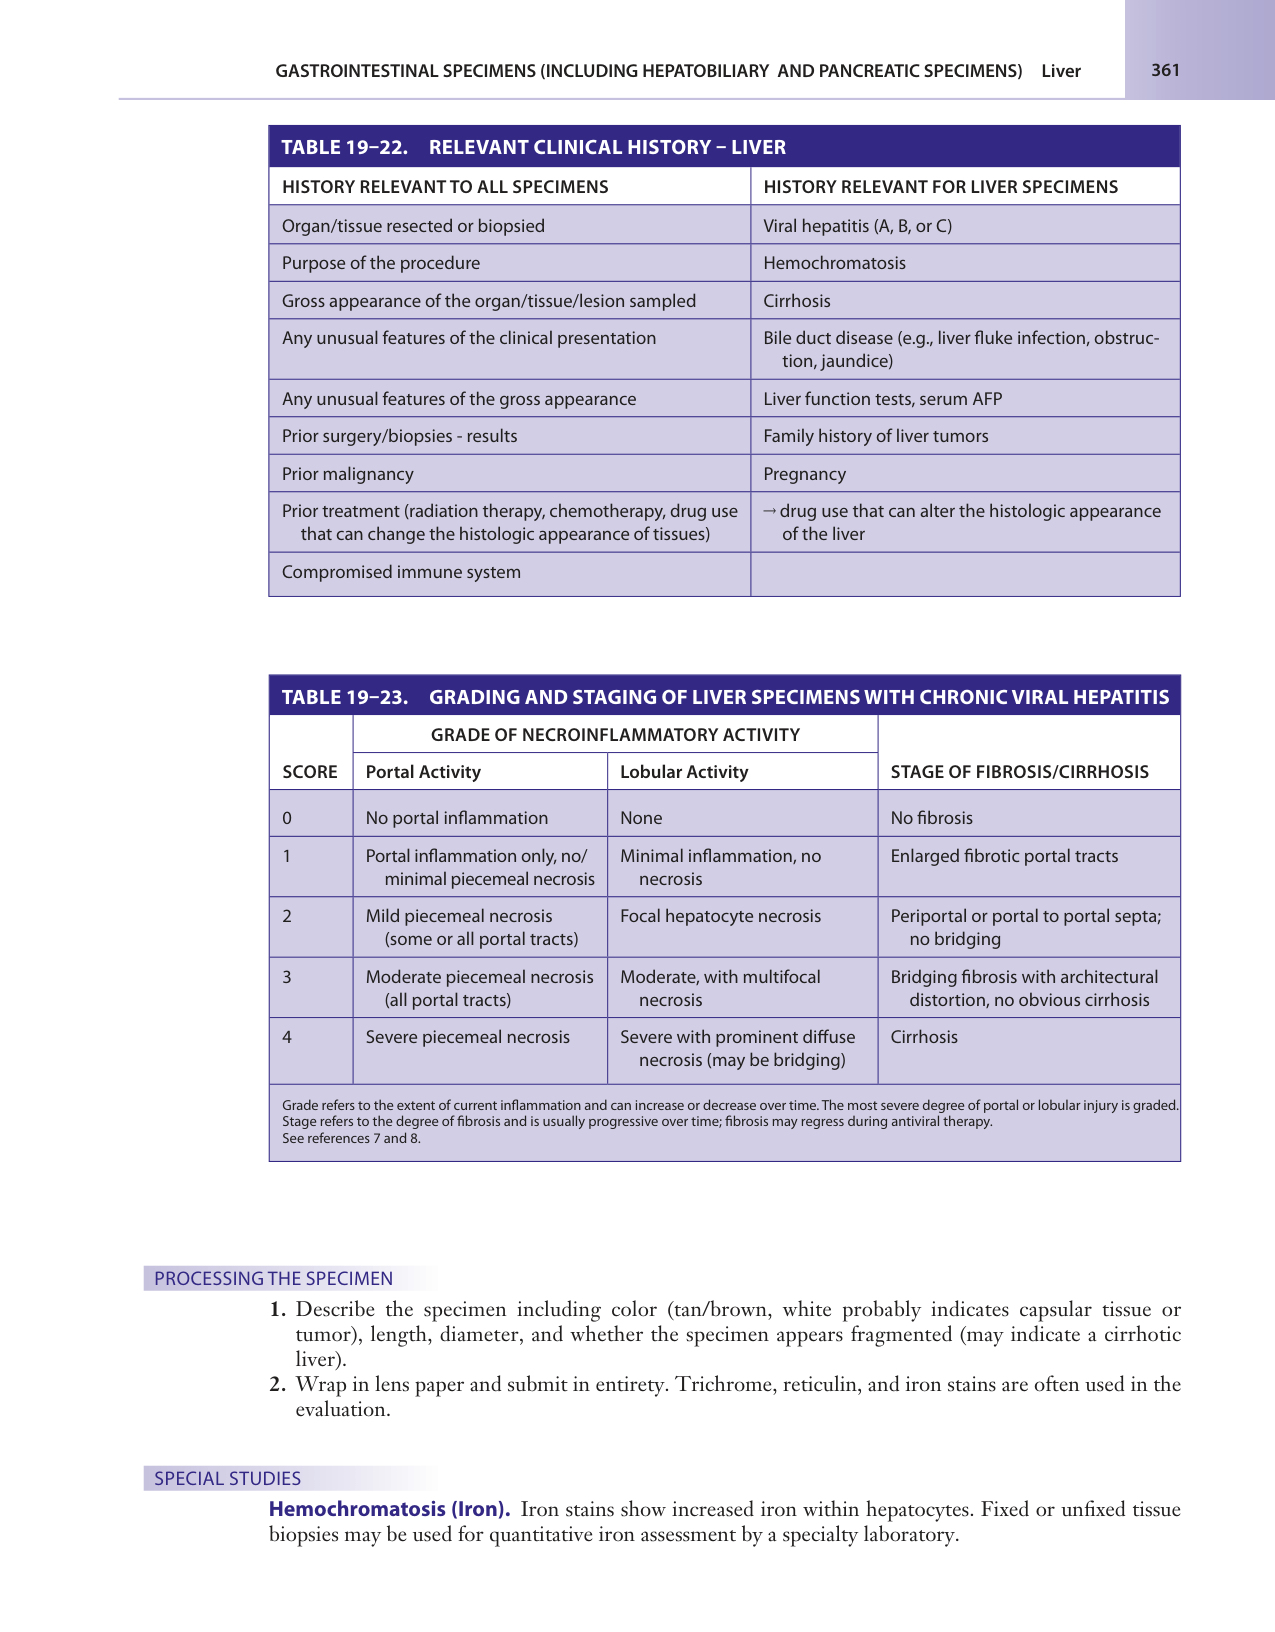 GASTROINTESTINAL SPECIMENS (INCLUDING HEPATOBILIARY AND PANCREATIC SPECIMENS) Liver 361
TABLE 19–22. RELEVANT CLINICAL HISTORY – LIVER
HISTORY RELEVANT TO ALL SPECIMENS HISTORY RELEVANT FOR LIVER SPECIMENS
Organ/tissue resected or biopsied Viral hepatitis (A, B, or C)
Purpose of the procedure Hemochromatosis
Gross appearance of the organ/tissue/lesion sampled Cirrhosis
Any unusual features of the clinical presentation Bile duct disease (e.g., liver fluke infection, obstruc-
tion, jaundice)
Any unusual features of the gross appearance Liver function tests, serum AFP
Prior surgery/biopsies - results Family history of liver tumors
Prior malignancy Pregnancy
Prior treatment (radiation therapy, chemotherapy, drug use → drug use that can alter the histologic appearance
that can change the histologic appearance of tissues) of the liver
Compromised immune system
TABLE 19–23. GRADING AND STAGING OF LIVER SPECIMENS WITH CHRONIC VIRAL HEPATITIS
GRADE OF NECROINFLAMMATORY ACTIVITY
SCORE Portal Activity Lobular Activity STAGE OF FIBROSIS/CIRRHOSIS
0 No portal inflammation None No fibrosis
1 Portal inflammation only, no/ Minimal inflammation, no Enlarged fibrotic portal tracts
minimal piecemeal necrosis necrosis
2 Mild piecemeal necrosis Focal hepatocyte necrosis Periportal or portal to portal septa;
(some or all portal tracts) no bridging
3 Moderate piecemeal necrosis Moderate, with multifocal Bridging fibrosis with architectural
(all portal tracts) necrosis distortion, no obvious cirrhosis
4 Severe piecemeal necrosis Severe with prominent diffuse Cirrhosis
necrosis (may be bridging)
Grade refers to the extent of current inflammation and can increase or decrease over time. The most severe degree of portal or lobular injury is graded.
Stage refers to the degree of fibrosis and is usually progressive over time; fibrosis may regress during antiviral therapy.
See references 7 and 8.
PROCESSING THE SPECIMEN
1. Describe the specimen including color (tan/brown, white probably indicates capsular tissue or
tumor), length, diameter, and whether the specimen appears fragmented (may indicate a cirrhotic
liver).
2. Wrap in lens paper and submit in entirety. Trichrome, reticulin, and iron stains are often used in the
evaluation.
SPECIAL STUDIES
Hemochromatosis (Iron). Iron stains show increased iron within hepatocytes. Fixed or unfixed tissue
biopsies may be used for quantitative iron assessment by a specialty laboratory.